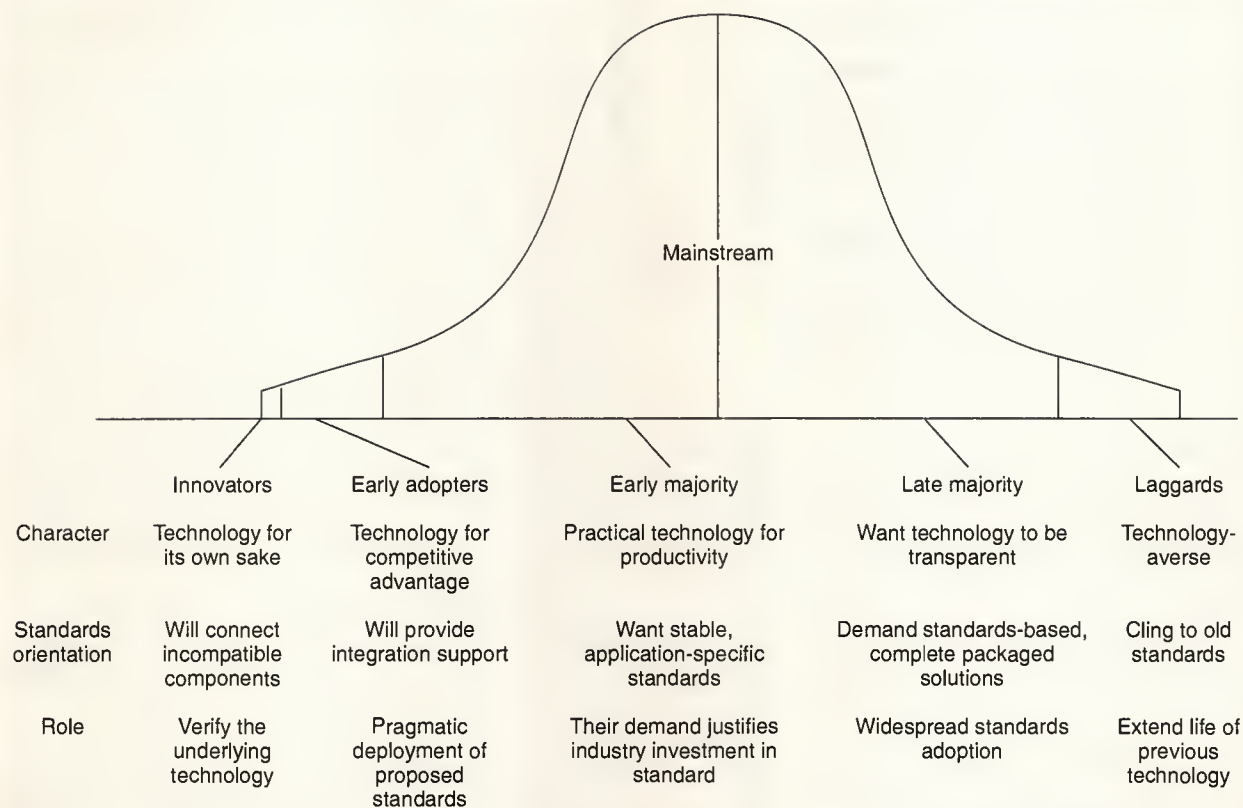 Mainstream
Innovators
Early adopters
Early majority
Late majority
Laggards
Character
Technology for
its own sake
Technology for
competitive
advantage
Practical technology for
productivity
Want technology to be
transparent
Technology-
averse
Standards
orientation
Will connect
incompatible
components
Will provide
integration support
Want stable,
application-specific
standards
Demand standards-based,
complete packaged
solutions
Cling to old
standards
Role
Verify the
underlying
technology
Pragmatic
deployment of
proposed
standards
Their demand justifies
industry investment in
standard
Widespread standards
adoption
Extend life of
previous
technology